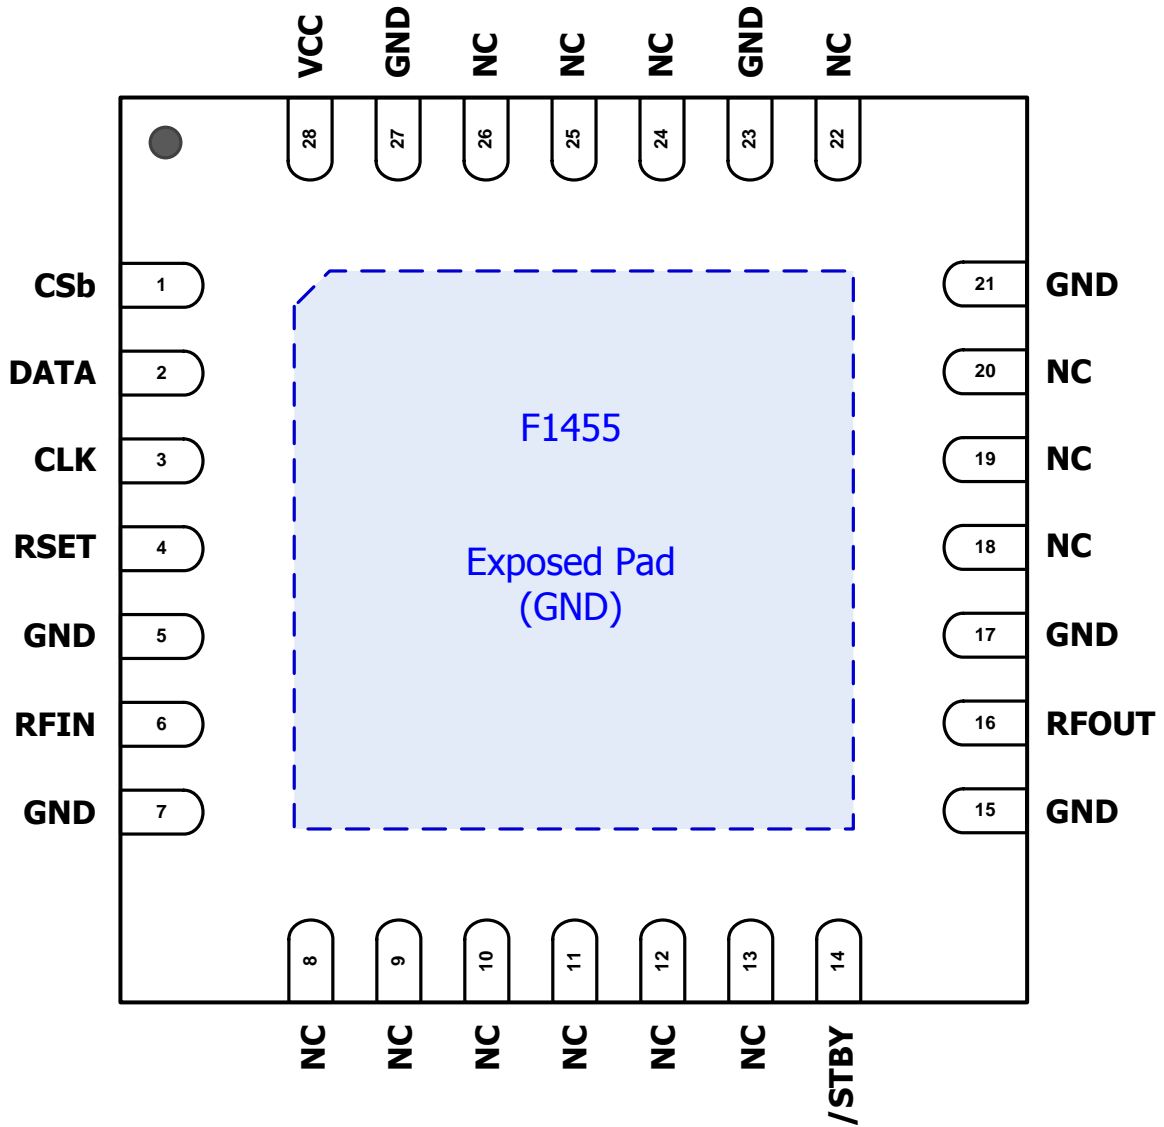 VCC GND NC NC NC GND NC
28 27 26 25 24 23 22
CSb 1 21 GND
DATA 2 20 NC
F1455
CLK 3 19 NC
RSET 4 18 NC
Exposed Pad
(GND)
GND 5 17 GND
RFIN 6 16 RFOUT
GND 7 15 GND
8 9 10 11 12 13 14
NC NC NC NC NC NC /STBY